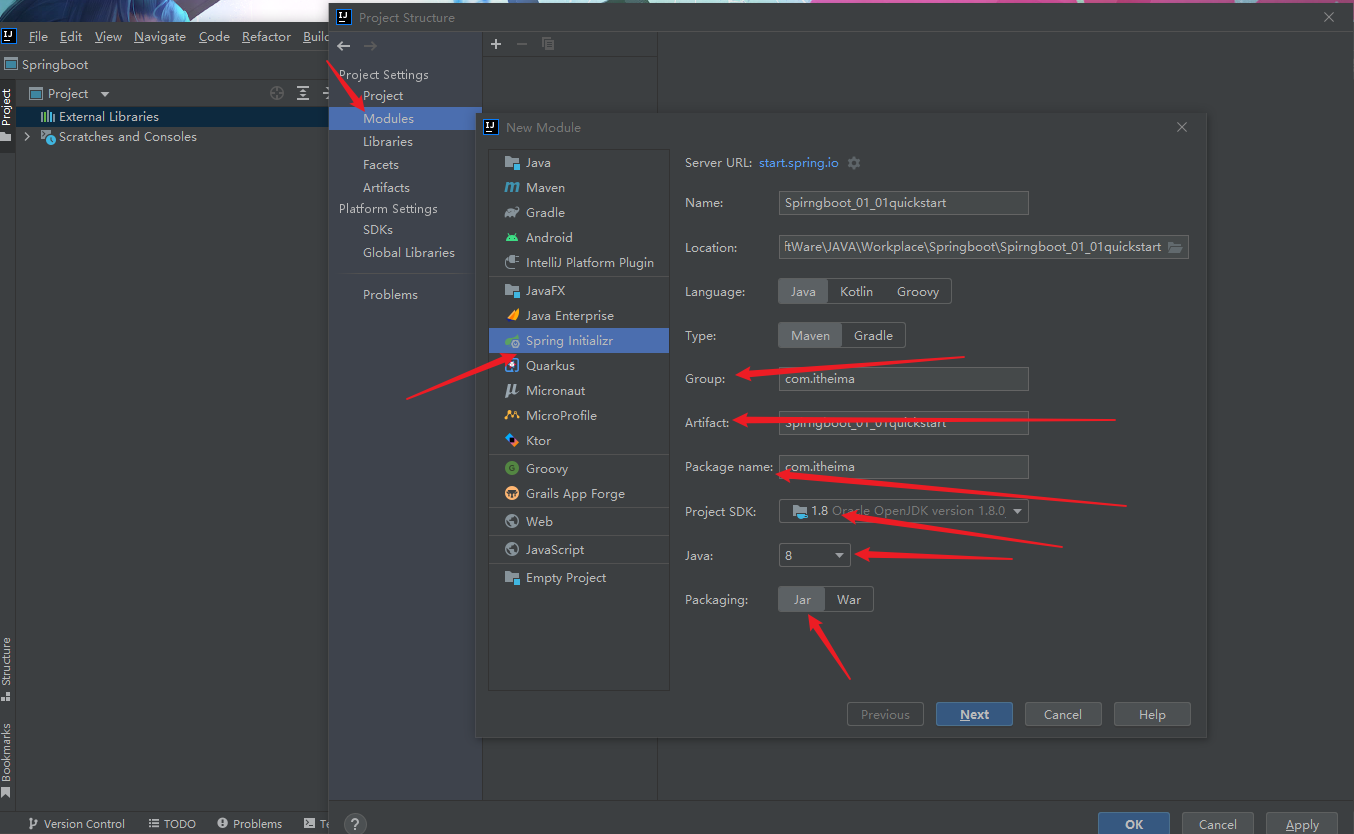 Project Structure
File Edit View Navigate Code Refactor Build
Springboot
Project
Project
External Libraries
Scratches and Consoles
Structure
Bookmarks
Version Control
TODO
Problems
Project Settings
Project
Modules
Libraries
Facets
Artifacts
Platform Settings
SDKs
Global Libraries
Problems
New Module
Java
Maven
Gradle
Android
IntelliJ Platform Plugin
JavaFX
Java Enterprise
Spring Initializr
Quarkus
Micronaut
MicroProfile
Ktor
Groovy
Grails App Forge
Web
JavaScript
Empty Project
Server URL: start.spring.io
Name: Spirngboot_01_01quickstart
Location: ftWare\JAVA\Workplace\Springboot\Spirngboot_01_01quickstart
Language: Java Kotlin Groovy
Type: Maven Gradle
Group: com.itheima
Artifact: Spirngboot_01_01quickstart
Package name: com.itheima
Project SDK: 1.8 Oracle OpenJDK version 1.8.0
Java: 8
Packaging: Jar War
Previous Next Cancel Help
? OK Cancel Apply